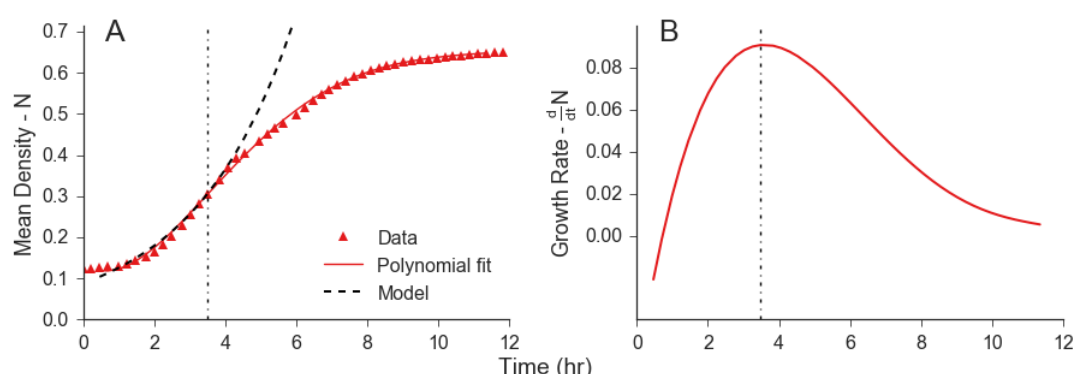 A
Mean Density - N
0.7
0.6
0.5
0.4
0.3
0.2
0.1
0.0
Data
Polynomial fit
Model
0 2 4 6 8 10 12
B
Growth Rate - d/dt N
0.08
0.06
0.04
0.02
0.00
0 2 4 6 8 10 12
Time (hr)